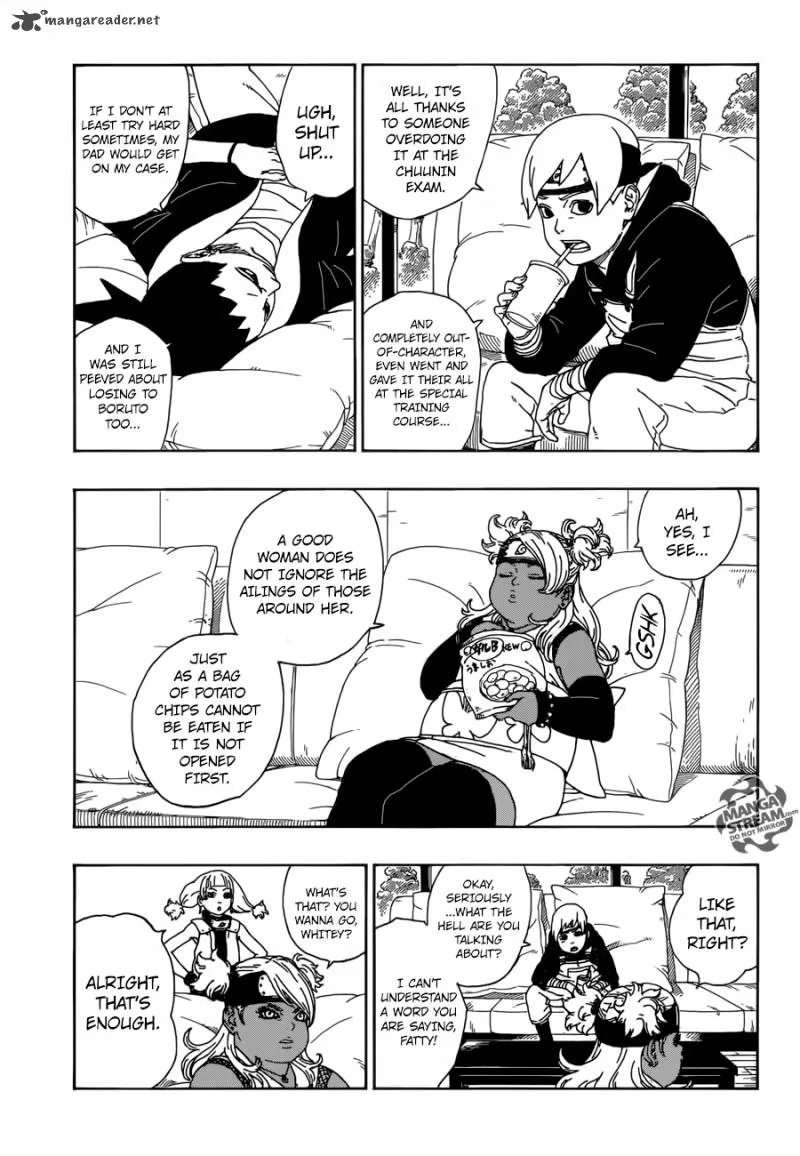 mangareader.net
WELL, IT'S
ALL THANKS
TO SOMEONE
OVERDOING
IT AT THE
CHUUNIN
EXAM.
AND
COMPLETELY OUT-
OF-CHARACTER,
EVEN WENT AND
GAVE IT THEIR ALL
AT THE SPECIAL
TRAINING
COURSE...
UGH,
SHUT
UP...
IF I DON'T AT
LEAST TRY HARD
SOMETIMES, MY
DAD WOULD GET
ON MY CASE.
AND I
WAS STILL
PEEVED ABOUT
LOSING TO
BORUTO
TOO...
AH,
YES, I
SEE...
GSHK
A GOOD
WOMAN DOES
NOT IGNORE THE
AILINGS OF THOSE
AROUND HER.
JUST
AS A BAG
OF POTATO
CHIPS CANNOT
BE EATEN IF
IT IS NOT
OPENED
FIRST.
うましお
MANGA
STREAM.com
DO NOT MIRROR
LIKE
THAT,
RIGHT?
OKAY,
SERIOUSLY
...WHAT THE
HELL ARE YOU
TALKING
ABOUT?
I CAN'T
UNDERSTAND
A WORD YOU
ARE SAYING,
FATTY!
WHAT'S
THAT? YOU
WANNA GO,
WHITEY?
ALRIGHT,
THAT'S
ENOUGH.